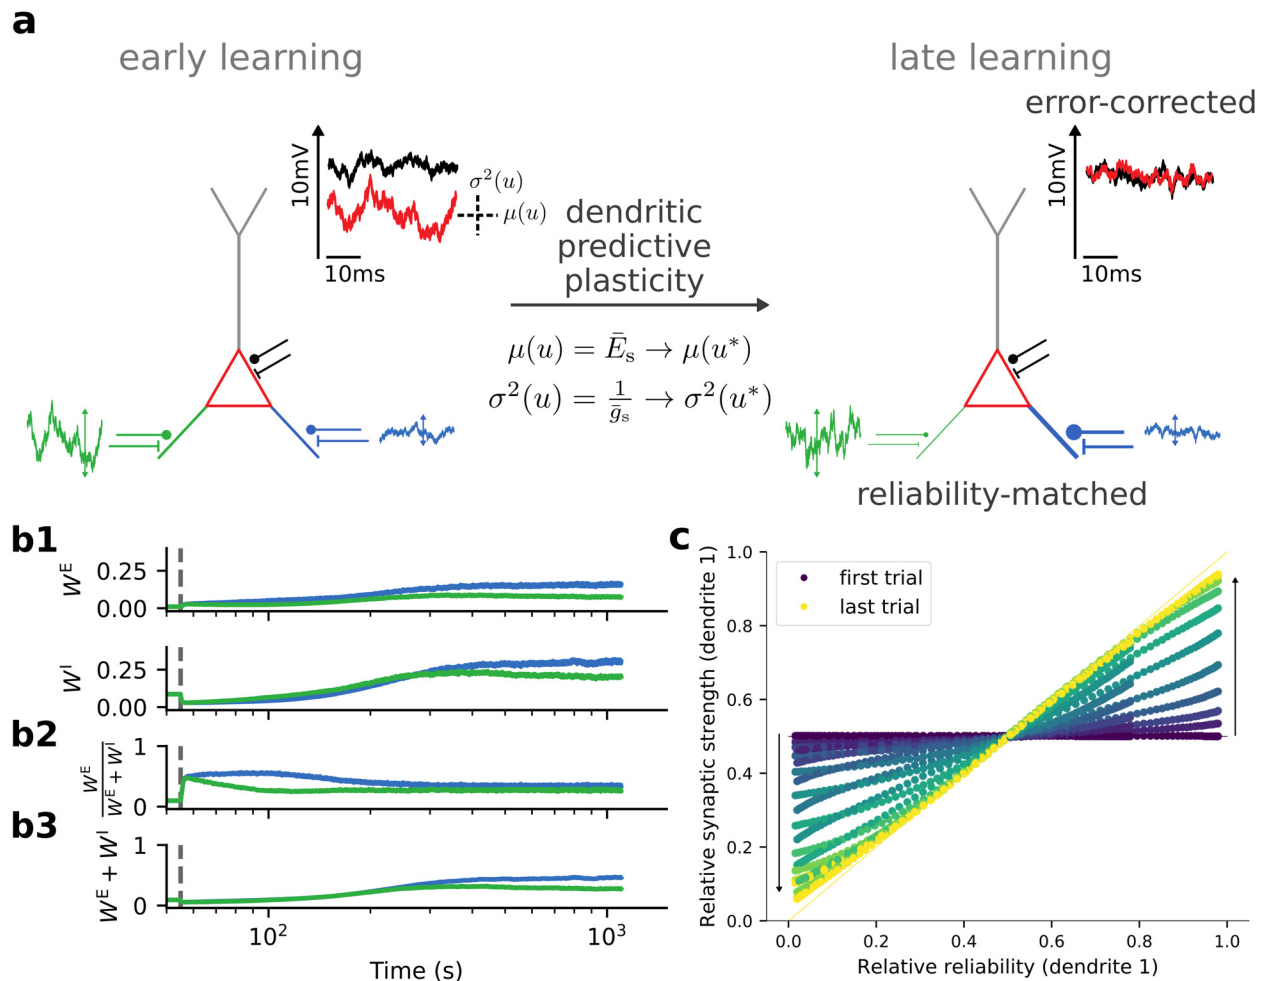 a
early learning
late learning
error-corrected
10mV
10ms
σ²(u)
μ(u)
dendritic
predictive
plasticity
μ(u) = Ē_s → μ(u*)
σ²(u) = 1/ḡ_s → σ²(u*)
10mV
10ms
reliability-matched
b1
W^E
0.25
0.00
W^I
0.25
0.00
b2
W^E / (W^E + W^I)
1
0
b3
W^E + W^I
1
0
10²
10³
Time (s)
c
Relative synaptic strength (dendrite 1)
1.0
0.8
0.6
0.4
0.2
0.0
first trial
last trial
0.0 0.2 0.4 0.6 0.8 1.0
Relative reliability (dendrite 1)